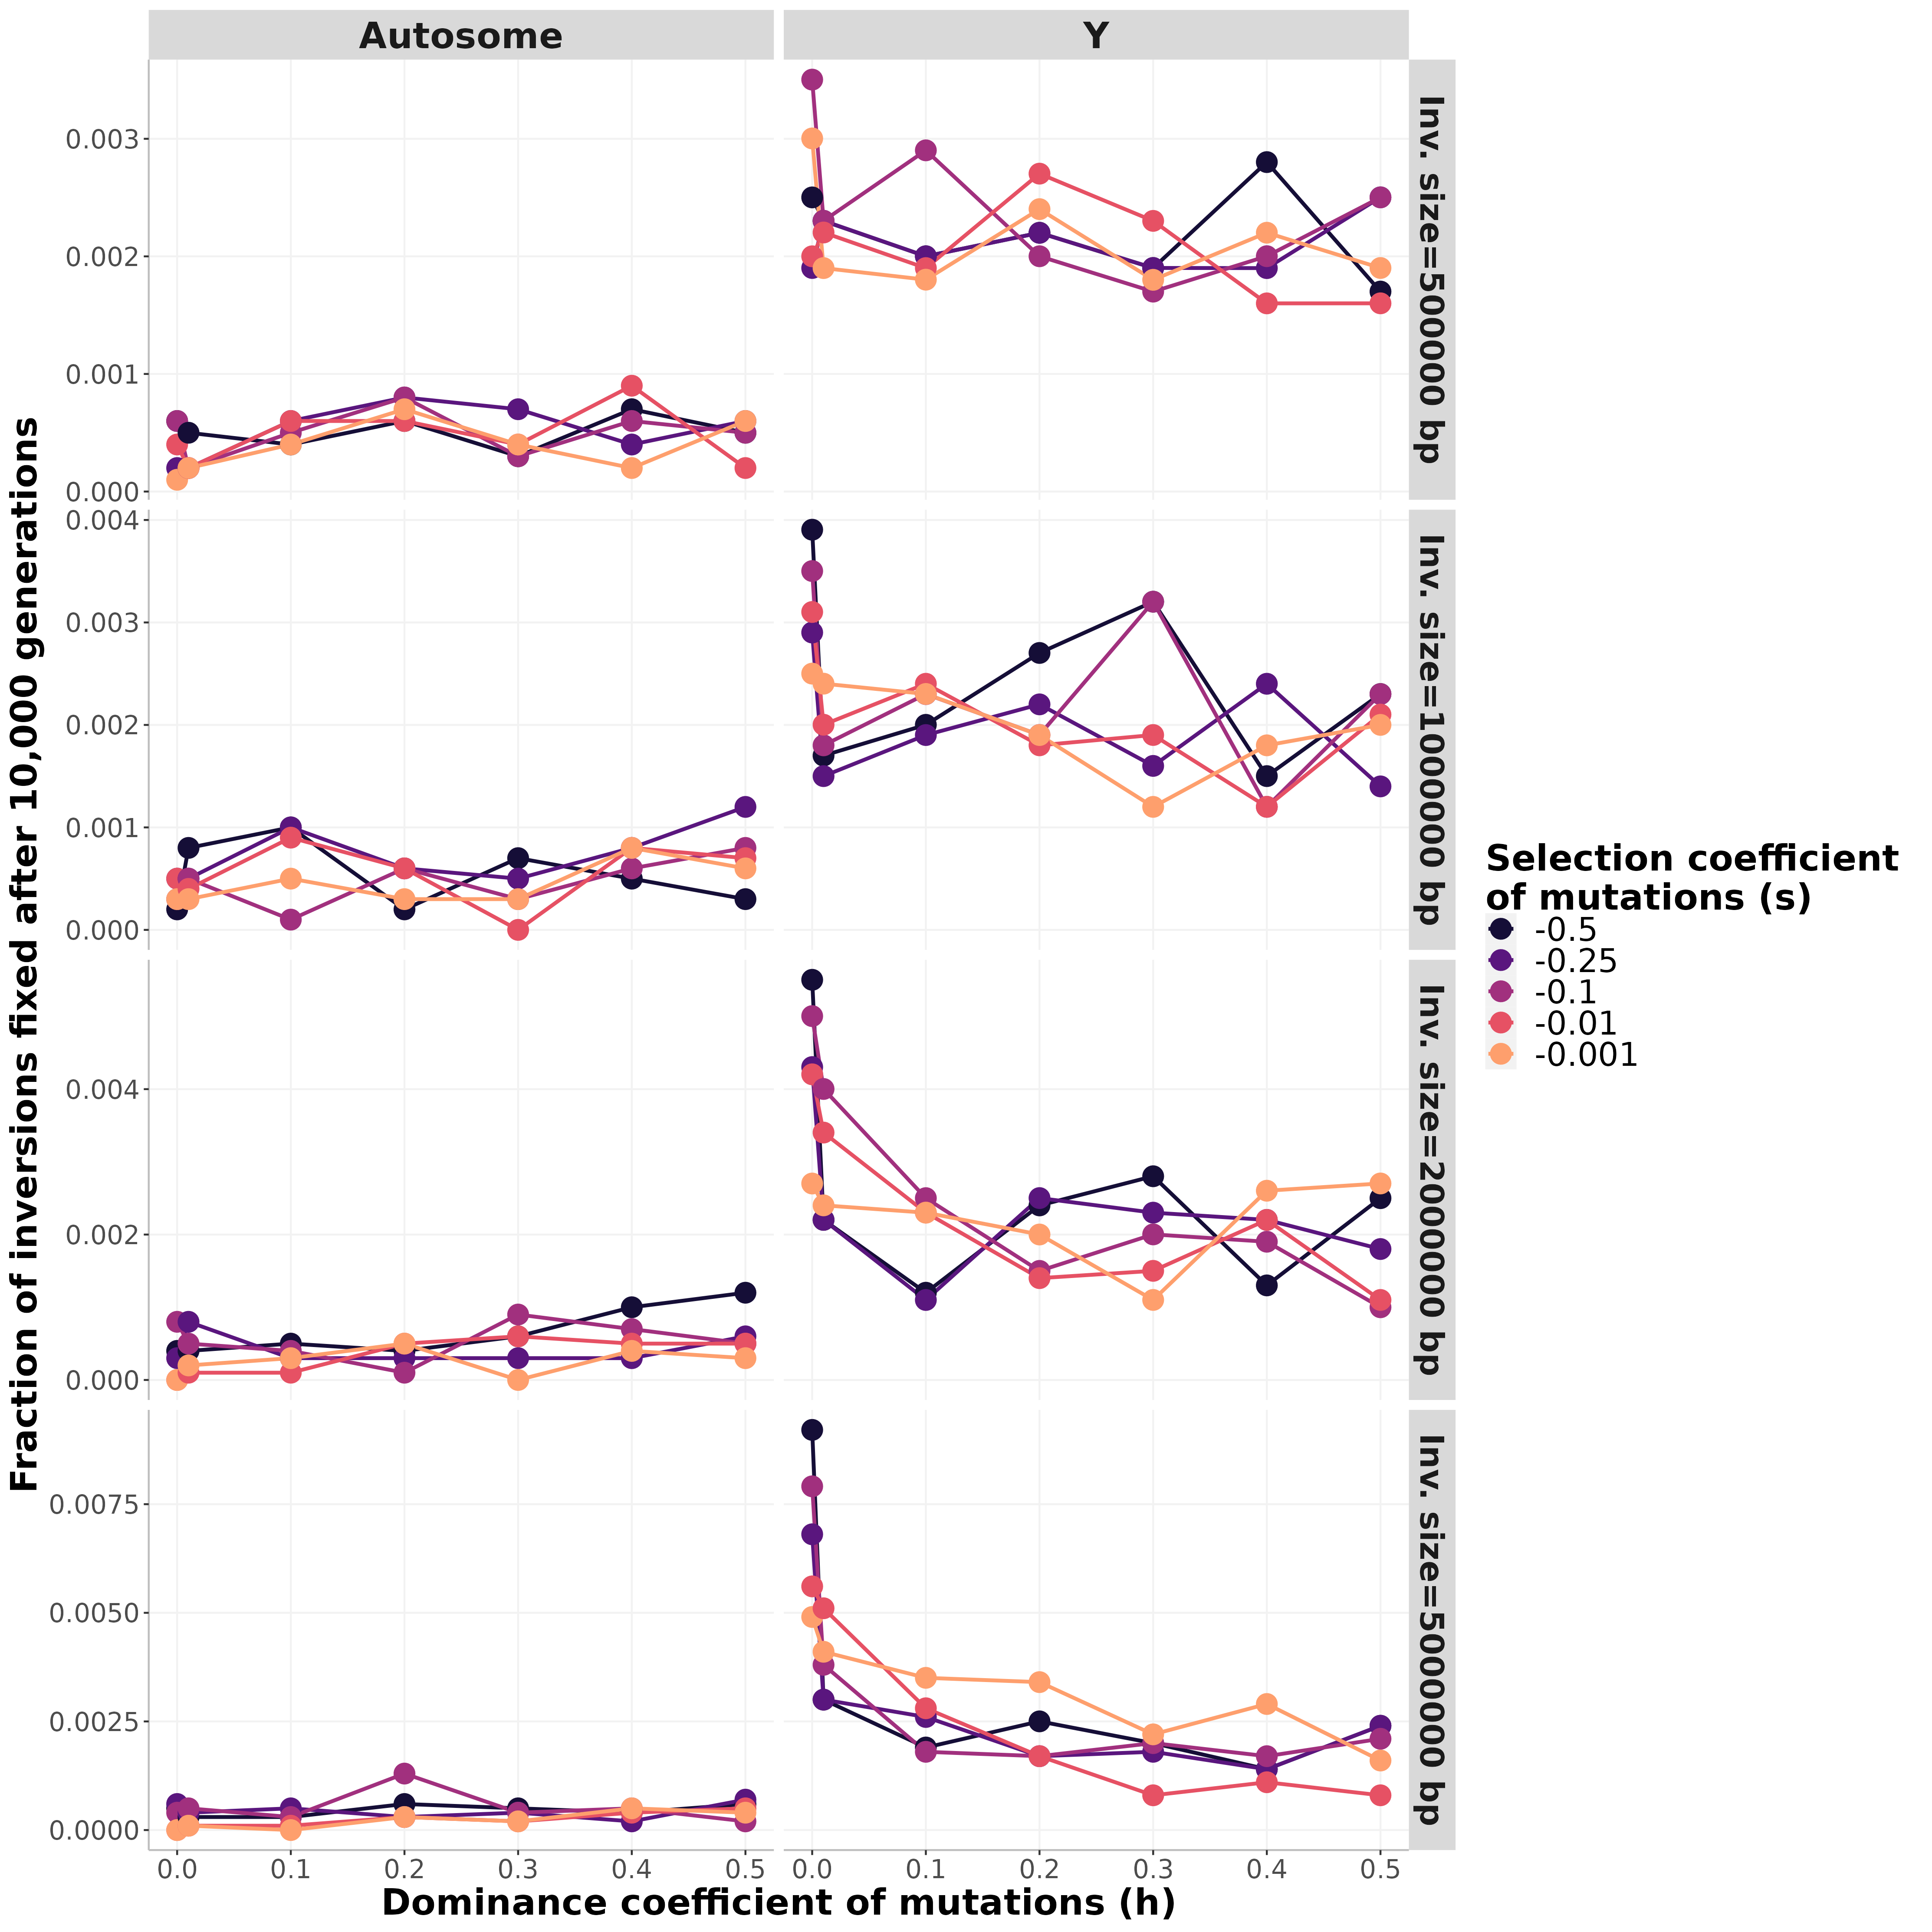 Autosome
Y
Fraction of inversions fixed after 10,000 generations
0.003
0.002
0.001
0.000
Inv. size=500000 bp
0.004
0.003
0.002
0.001
0.000
Inv. size=1000000 bp
0.004
0.002
0.000
Inv. size=2000000 bp
0.0075
0.0050
0.0025
0.0000
Inv. size=5000000 bp
0.0 0.1 0.2 0.3 0.4 0.5
0.0 0.1 0.2 0.3 0.4 0.5
Dominance coefficient of mutations (h)
Selection coefficient
of mutations (s)
-0.5
-0.25
-0.1
-0.01
-0.001